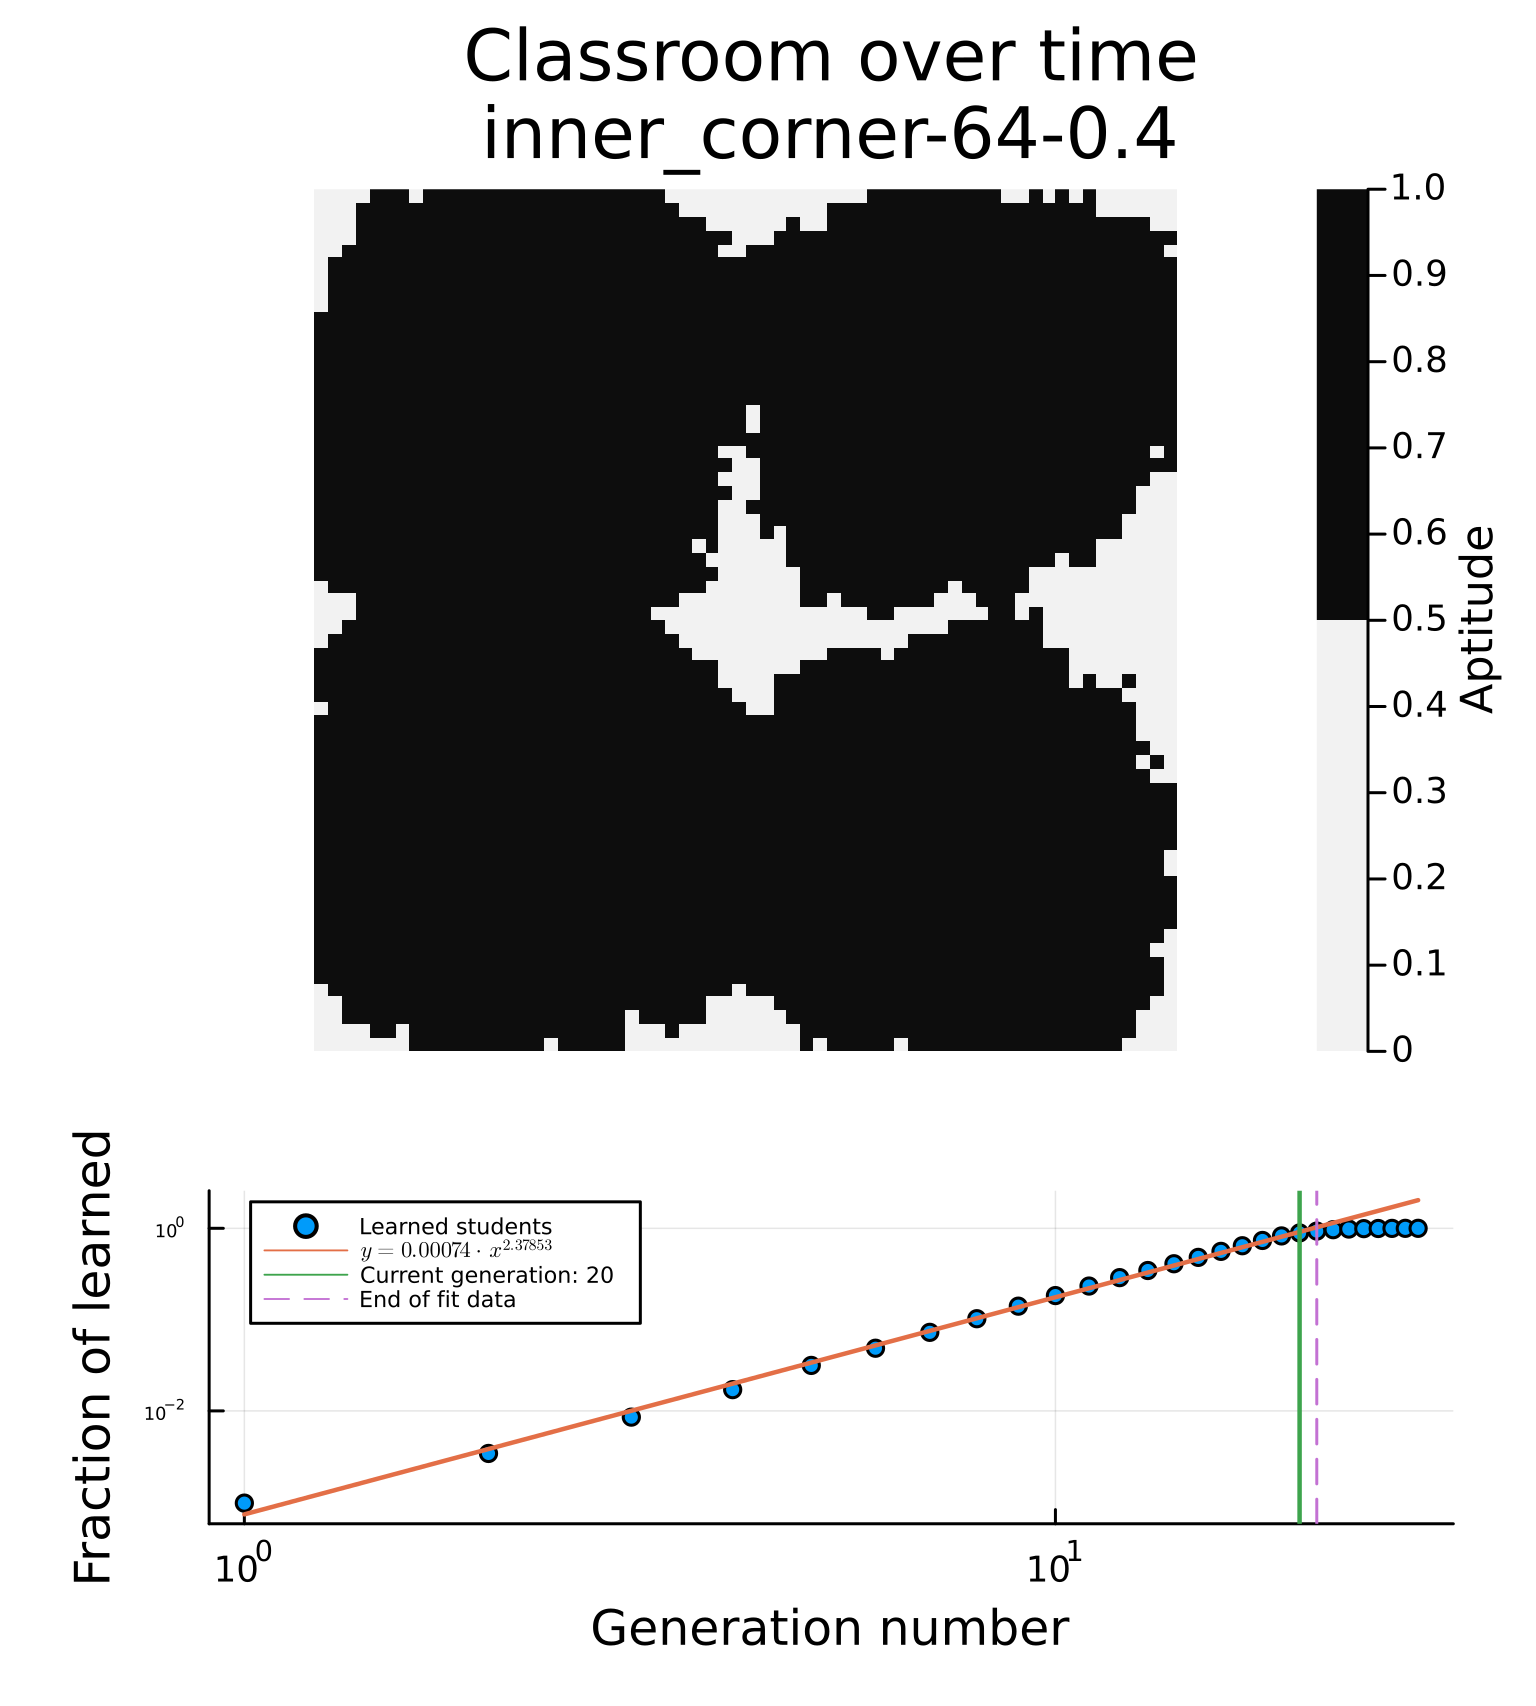 Classroom over time
inner_corner-64-0.4
1.0
0.9
0.8
0.7
0.6
0.5
0.4
0.3
0.2
0.1
0
Aptitude
Fraction of learned
10^0
10^-2
Learned students
y = 0.00074 · x^2.37853
Current generation: 20
End of fit data
10^0
10^1
Generation number